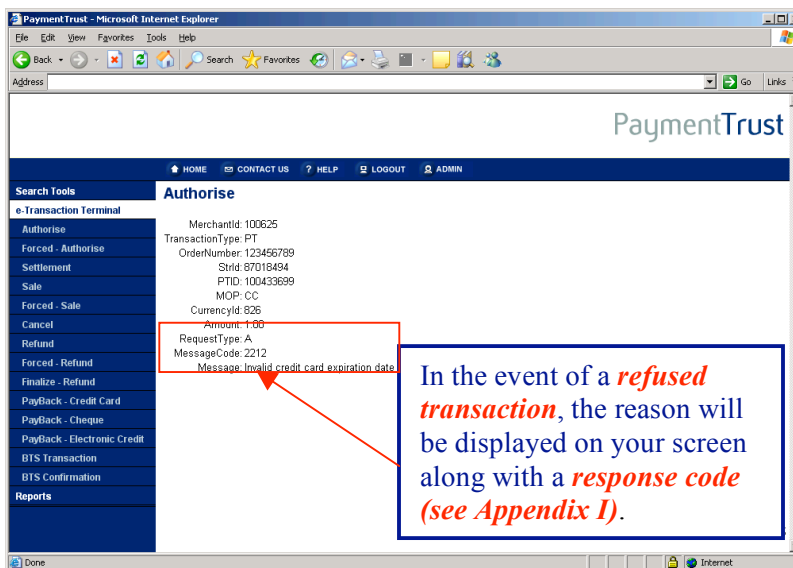 PaymentTrust - Microsoft Internet Explorer
File Edit View Favorites Tools Help
Back Search Favorites
Address Go Links
PaymentTrust
HOME CONTACT US ? HELP LOGOUT ADMIN
Search Tools
e-Transaction Terminal
Authorise
Forced - Authorise
Settlement
Sale
Forced - Sale
Cancel
Refund
Forced - Refund
Finalize - Refund
PayBack - Credit Card
PayBack - Cheque
PayBack - Electronic Credit
BTS Transaction
BTS Confirmation
Reports
Authorise
MerchantId: 100625
TransactionType: PT
OrderNumber: 123456789
StrId: 87018494
PTID: 100433699
MOP: CC
CurrencyId: 826
Amount: 1.00
RequestType: A
MessageCode: 2212
Message: Invalid credit card expiration date
In the event of a refused
transaction, the reason will
be displayed on your screen
along with a response code
(see Appendix I).
Done Internet